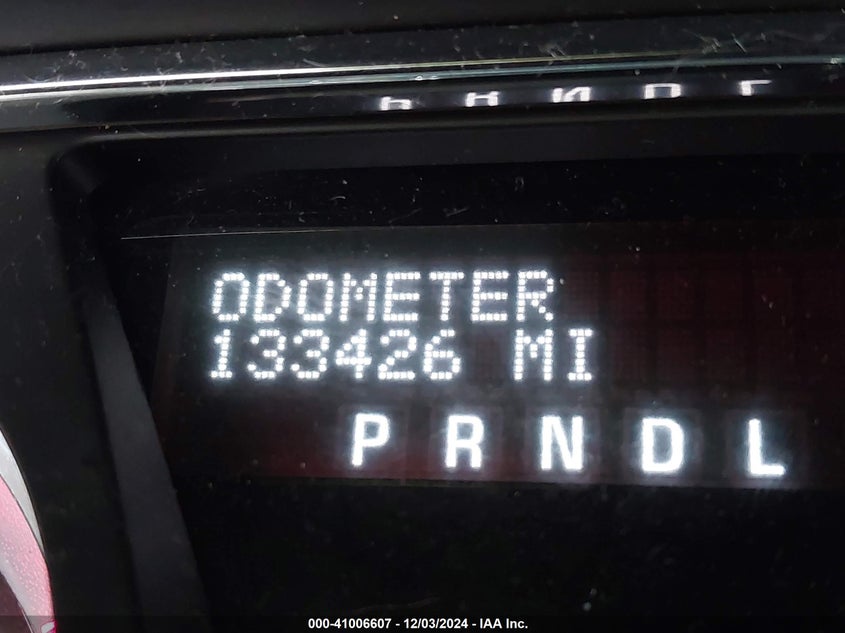 ODOMETER
133426 MI
P R N D L
000-41006607 - 12/03/2024 - IAA Inc.